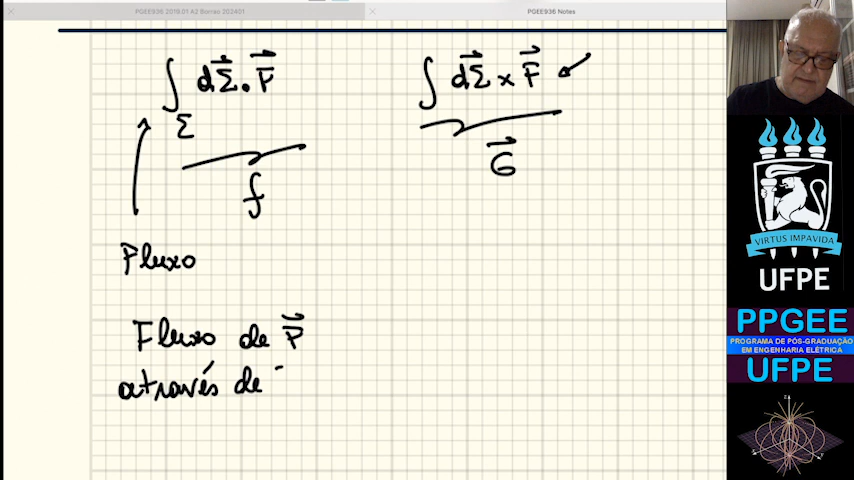 PGEE936 2019.01 A2 Borreo 202401
PGEE936 Notes
∫ dΣ⃗ . F⃗
Σ
f
∫ dΣ⃗ × F⃗
G⃗
Fluxo
Fluxo de F⃗
através de
VIRTUS IMPAVIDA
UFPE
PPGEE
PROGRAMA DE PÓS-GRADUAÇÃO
EM ENGENHARIA ELÉTRICA
UFPE